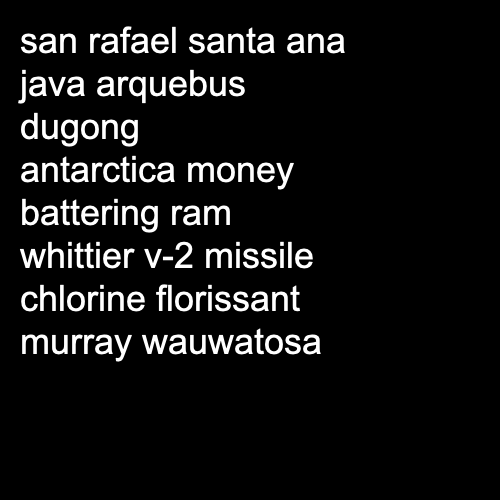 san rafael santa ana
java arquebus
dugong
antarctica money
battering ram
whittier v-2 missile
chlorine florissant
murray wauwatosa